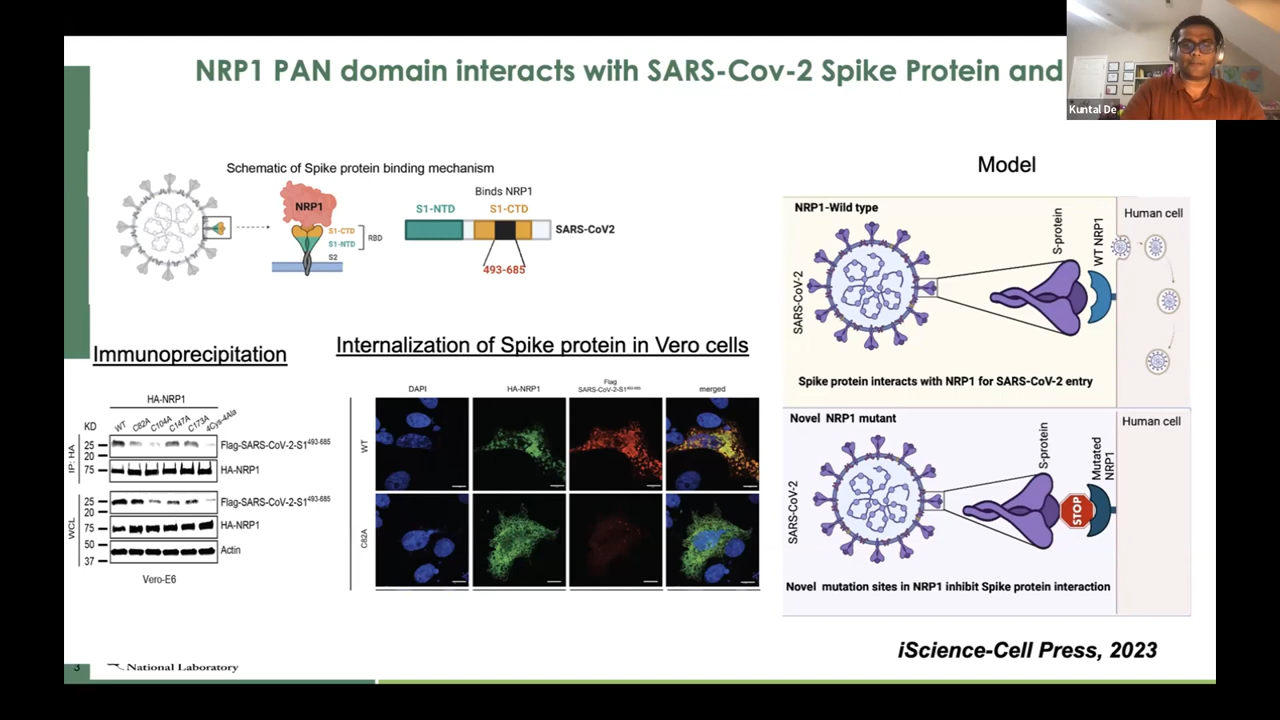 NRP1 PAN domain interacts with SARS-Cov-2 Spike Protein and
Kuntal De
Schematic of Spike protein binding mechanism
NRP1
S1-CTD
S1-NTD
RBD
S2
Binds NRP1
S1-NTD S1-CTD
SARS-CoV2
493-685
Model
NRP1-Wild type
SARS-CoV-2
S-protein
WT NRP1
Human cell
Spike protein interacts with NRP1 for SARS-CoV-2 entry
Novel NRP1 mutant
SARS-CoV-2
S-protein
STOP
Mutated NRP1
Human cell
Novel mutation sites in NRP1 inhibit Spike protein interaction
Immunoprecipitation
HA-NRP1
KD WT C82A C104A C147A C173A 4Cys-4Ala
IP: HA
25
20
Flag-SARS-CoV-2-S1493-685
75
HA-NRP1
WCL
25
20
Flag-SARS-CoV-2-S1493-685
75
HA-NRP1
50
37
Actin
Vero-E6
Internalization of Spike protein in Vero cells
DAPI
HA-NRP1
Flag
SARS-CoV-2-S1493-685
merged
WT
C82A
iScience-Cell Press, 2023
3
National Laboratory